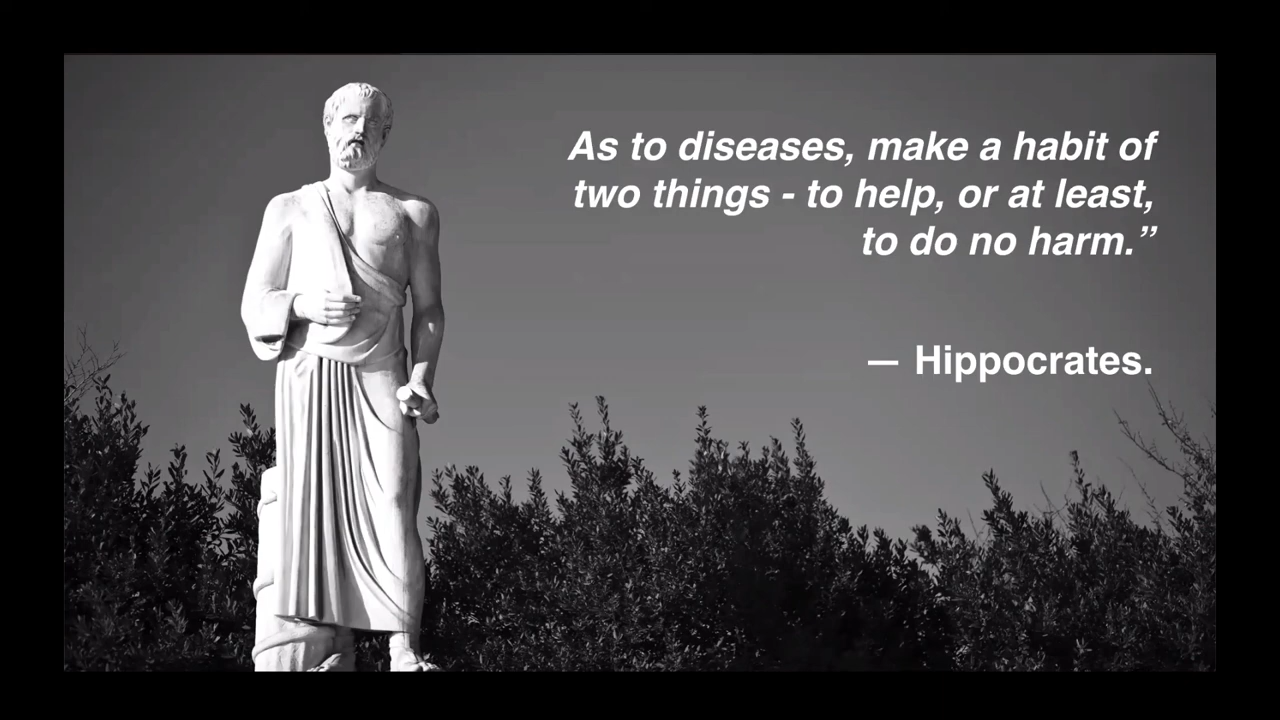 As to diseases, make a habit of
two things - to help, or at least,
to do no harm.”
— Hippocrates.